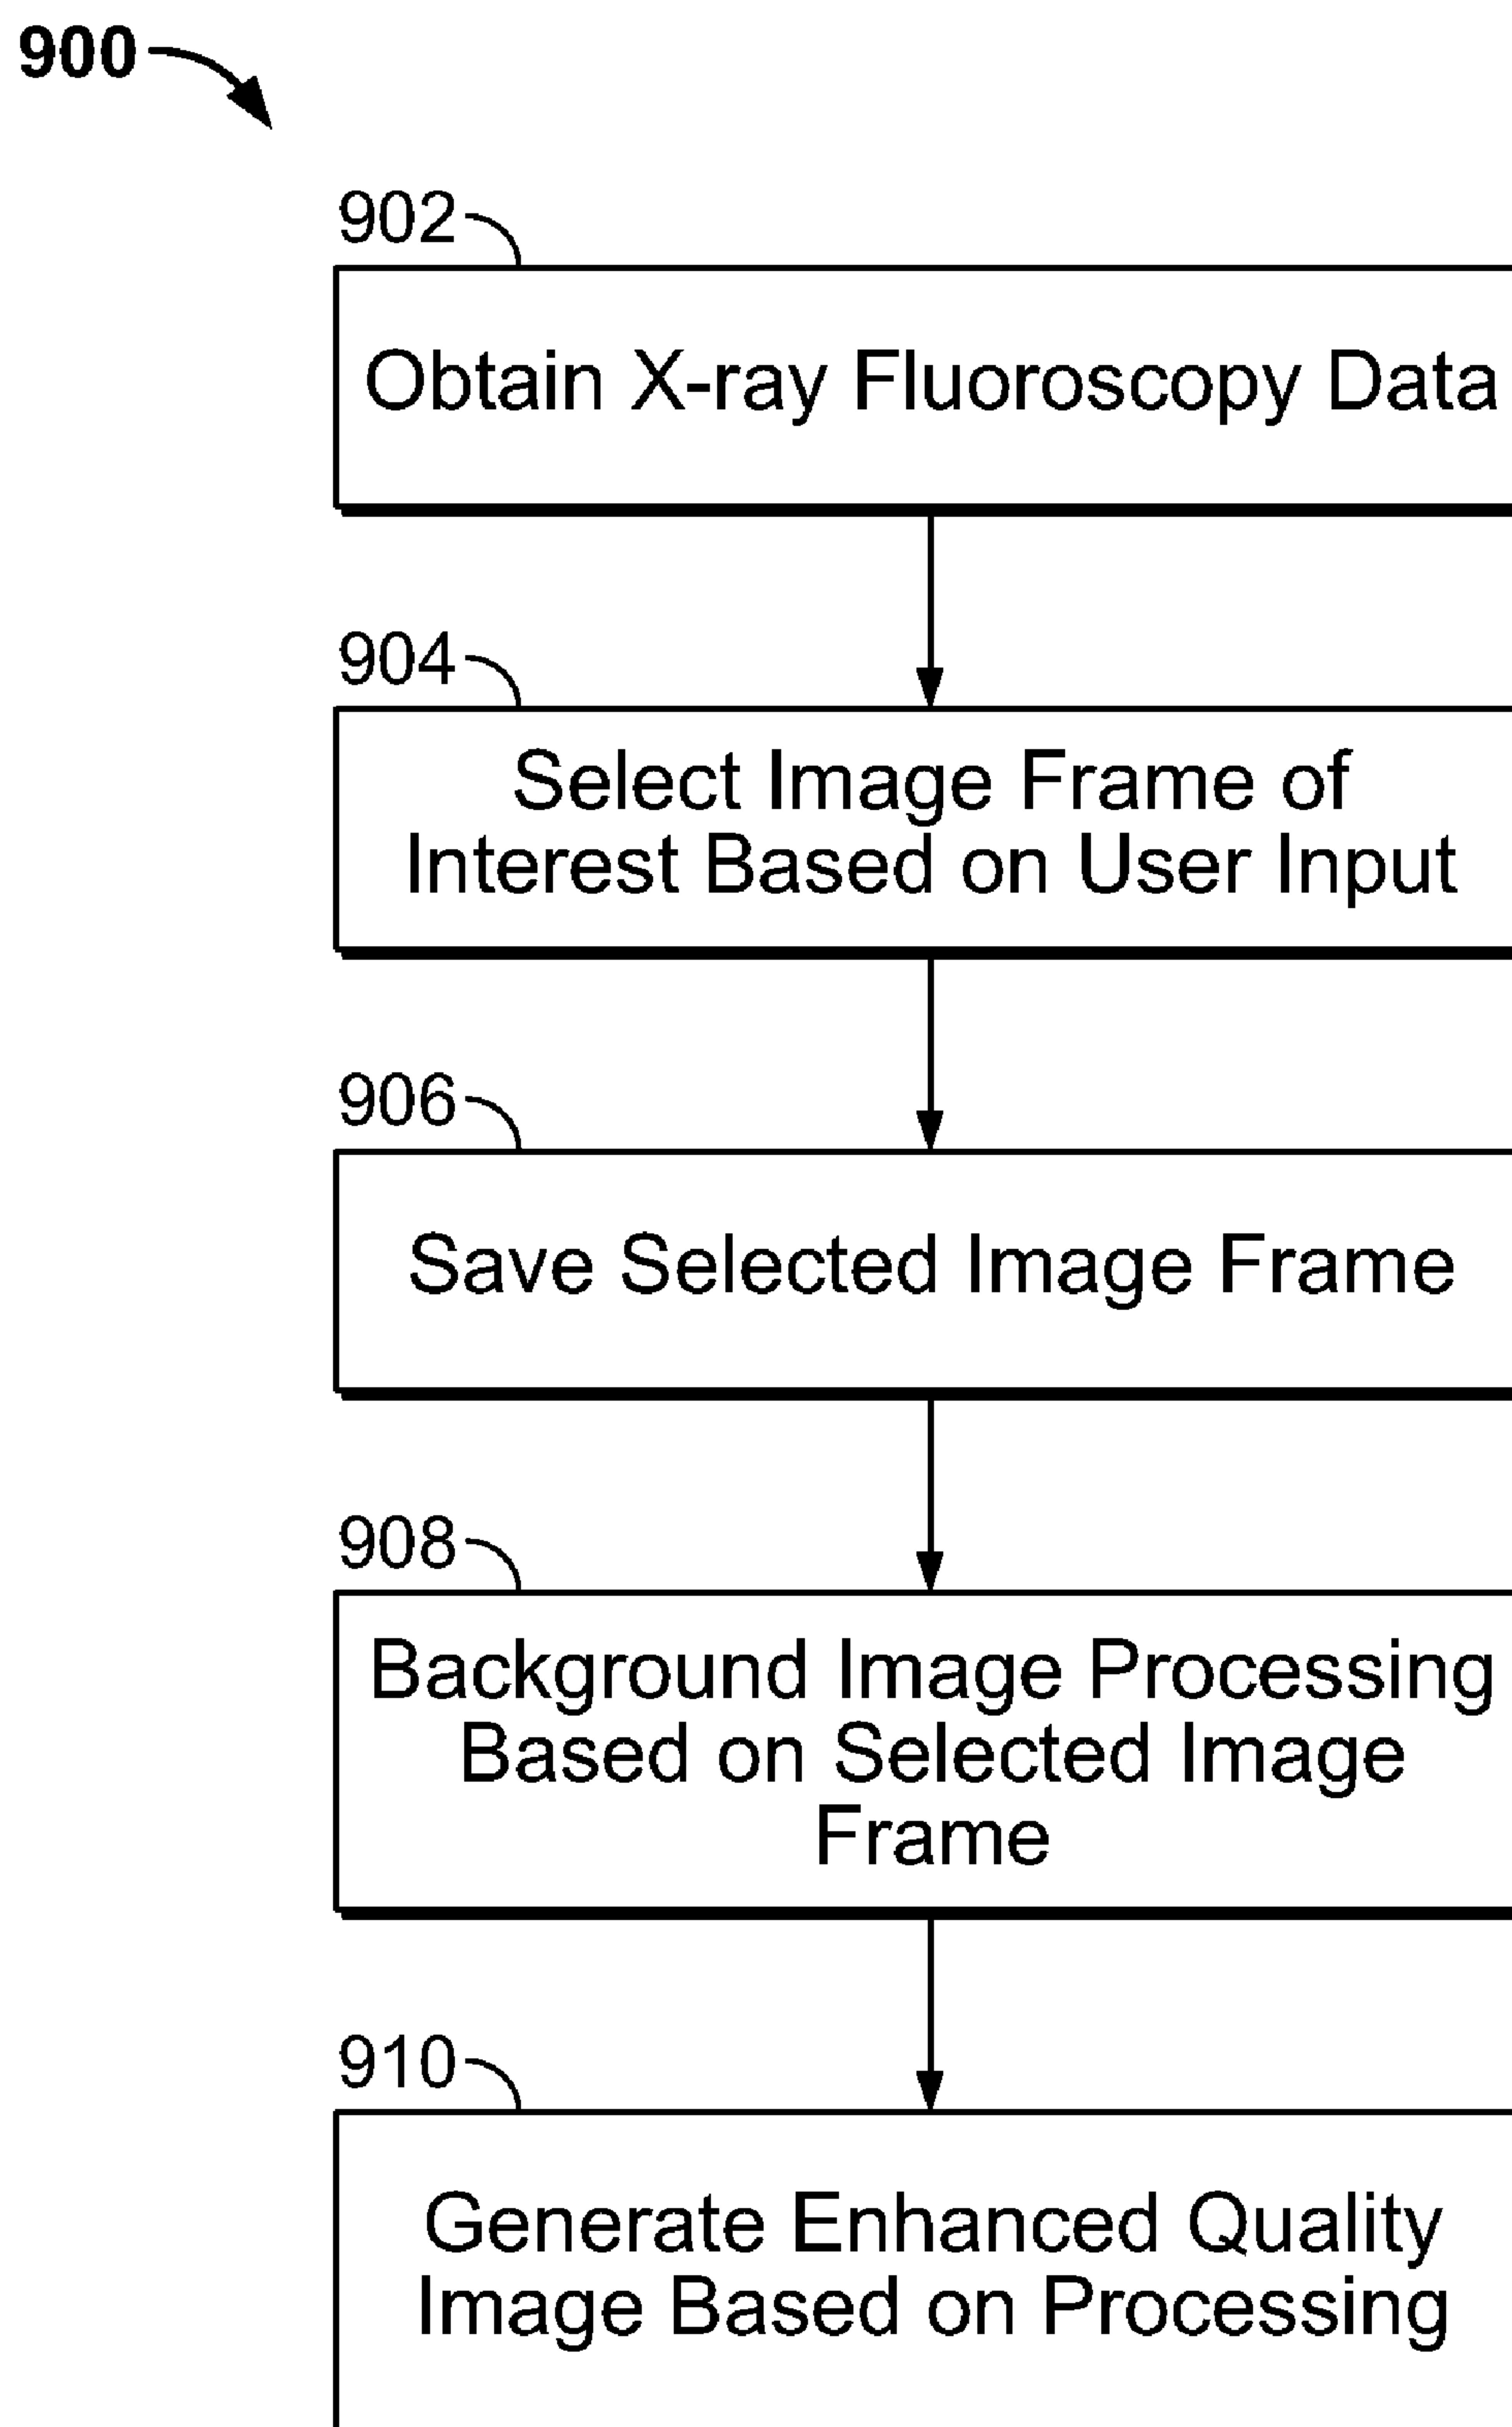 900
902
Obtain X-ray Fluoroscopy Data
904
Select Image Frame of
Interest Based on User Input
906
Save Selected Image Frame
908
Background Image Processing
Based on Selected Image
Frame
910
Generate Enhanced Quality
Image Based on Processing